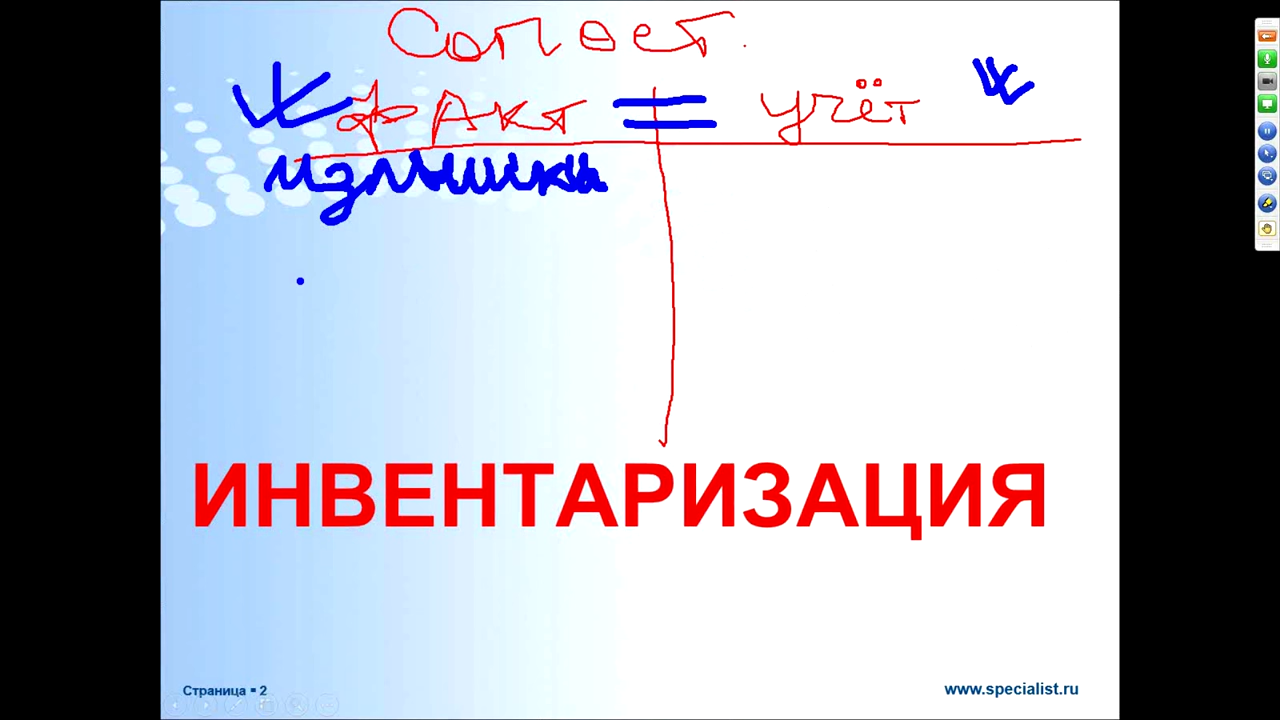 Сопост.
факт = учёт
излишки
ИНВЕНТАРИЗАЦИЯ
Страница ▪ 2
www.specialist.ru